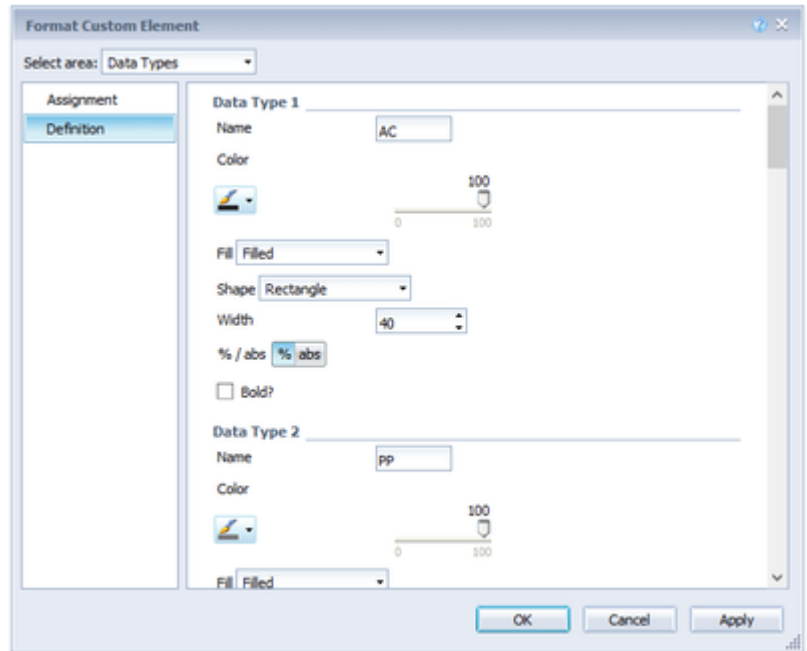 Format Custom Element
Select area: Data Types
Assignment
Definition
Data Type 1
Name AC
Color
100
0 100
Fill Filled
Shape Rectangle
Width 40
% / abs % abs
Bold?
Data Type 2
Name PP
Color
100
0 100
Fill Filled
OK Cancel Apply